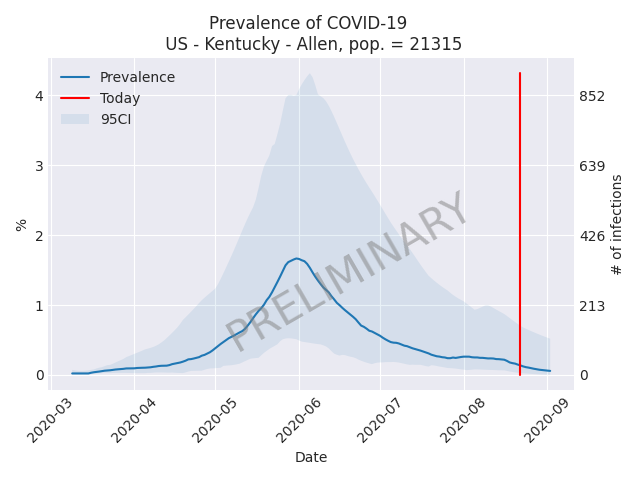 Prevalence of COVID-19
US - Kentucky - Allen, pop. = 21315
Prevalence
Today
95CI
4
3
2
1
0
%
852
639
426
213
0
# of infections
PRELIMINARY
2020-03
2020-04
2020-05
2020-06
2020-07
2020-08
2020-09
Date